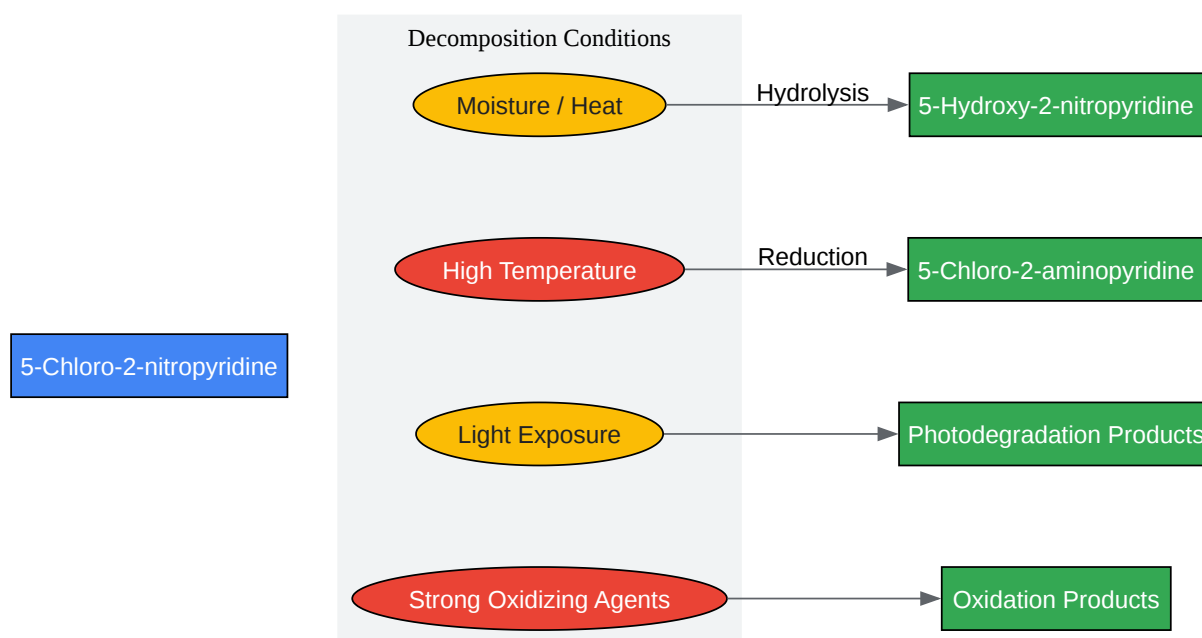 Decomposition Conditions
Moisture / Heat
Hydrolysis
5-Hydroxy-2-nitropyridine
High Temperature
Reduction
5-Chloro-2-aminopyridine
5-Chloro-2-nitropyridine
Light Exposure
Photodegradation Products
Strong Oxidizing Agents
Oxidation Products